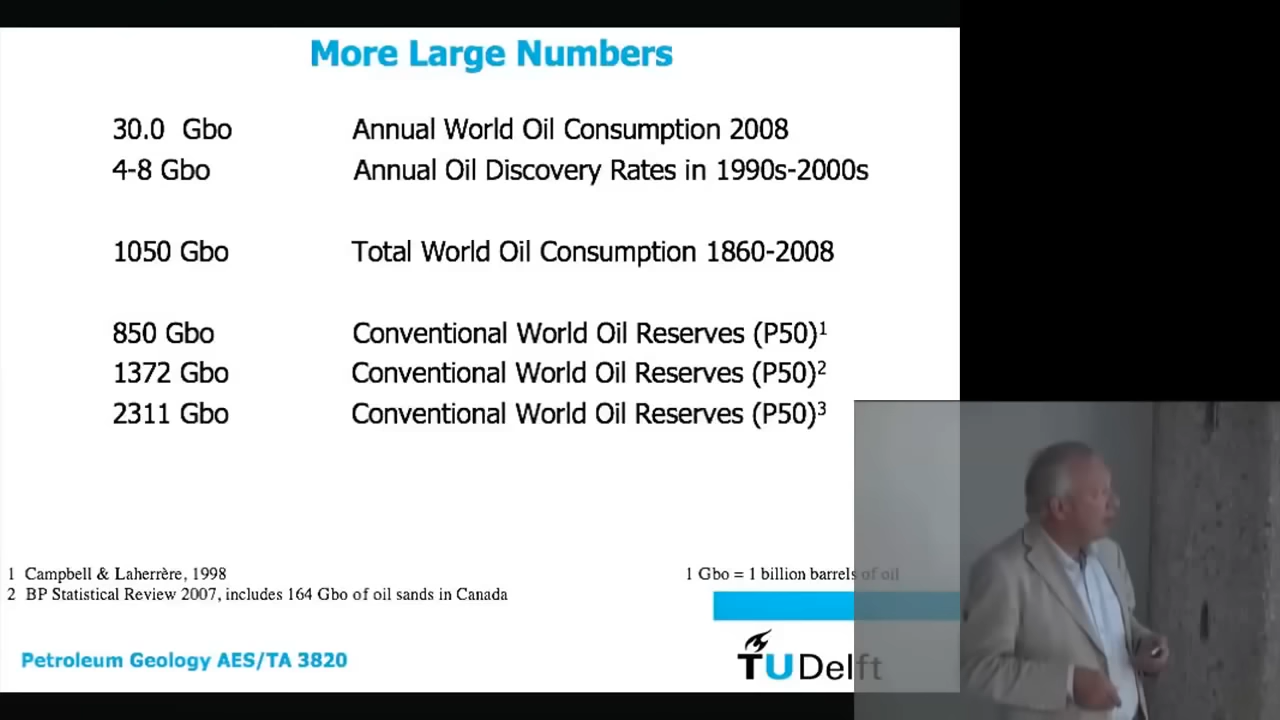 More Large Numbers
30.0 Gbo Annual World Oil Consumption 2008
4-8 Gbo Annual Oil Discovery Rates in 1990s-2000s
1050 Gbo Total World Oil Consumption 1860-2008
850 Gbo Conventional World Oil Reserves (P50)1
1372 Gbo Conventional World Oil Reserves (P50)2
2311 Gbo Conventional World Oil Reserves (P50)3
1 Campbell & Laherrère, 1998
1 Gbo = 1 billion barrels of oil
2 BP Statistical Review 2007, includes 164 Gbo of oil sands in Canada
Petroleum Geology AES/TA 3820
TUDelft